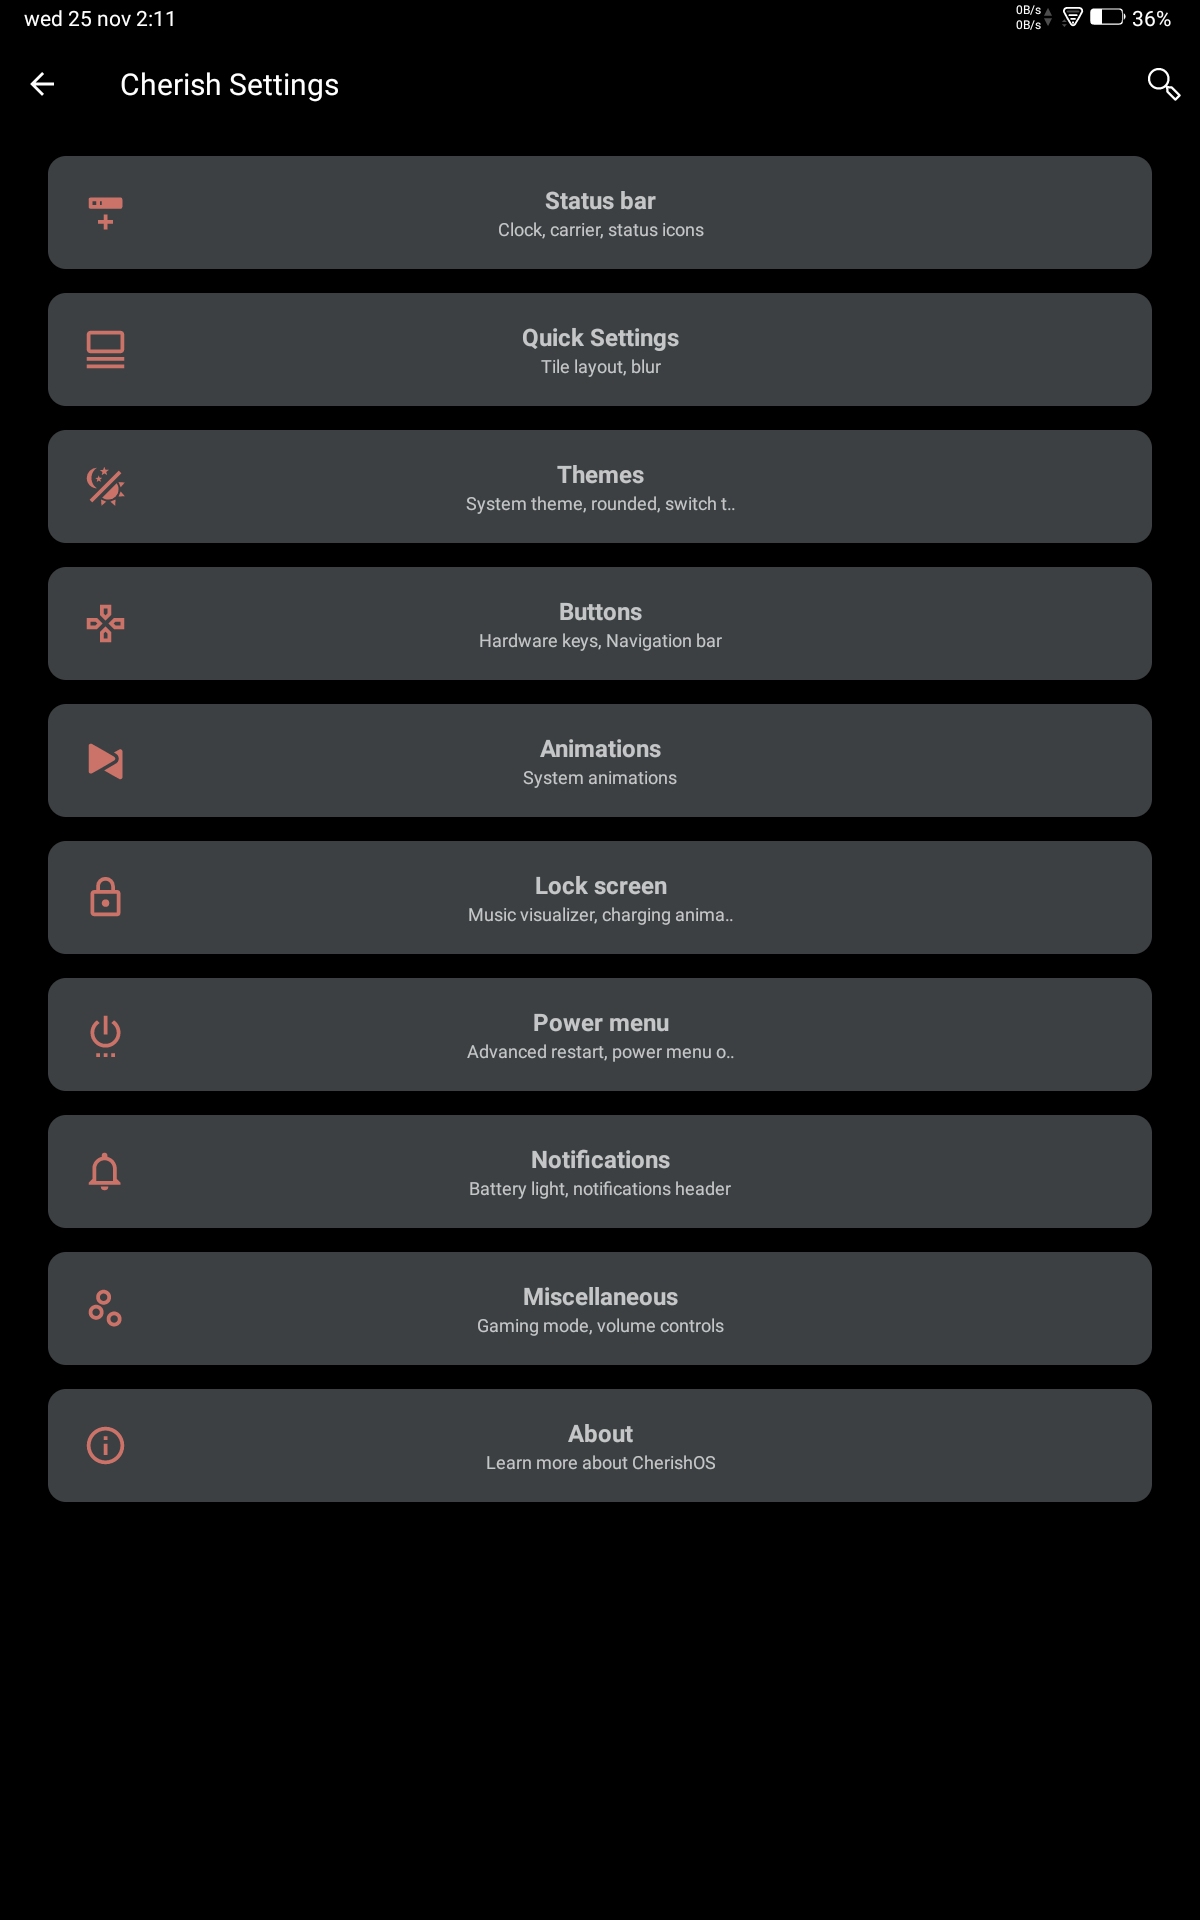 wed 25 nov 2:11
0B/s
0B/s
36%
Cherish Settings
Status bar
Clock, carrier, status icons
Quick Settings
Tile layout, blur
Themes
System theme, rounded, switch t..
Buttons
Hardware keys, Navigation bar
Animations
System animations
Lock screen
Music visualizer, charging anima..
Power menu
Advanced restart, power menu o..
Notifications
Battery light, notifications header
Miscellaneous
Gaming mode, volume controls
About
Learn more about CherishOS